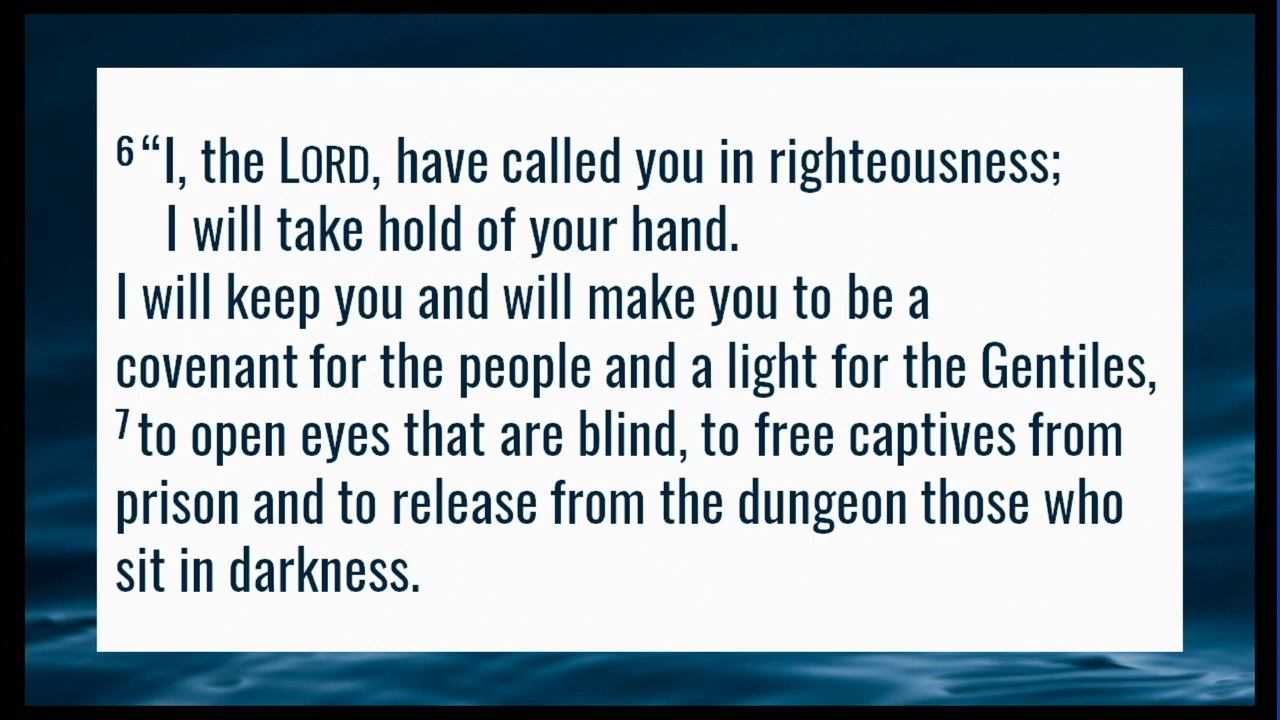 6 “I, the LORD, have called you in righteousness;
I will take hold of your hand.
I will keep you and will make you to be a
covenant for the people and a light for the Gentiles,
7 to open eyes that are blind, to free captives from
prison and to release from the dungeon those who
sit in darkness.